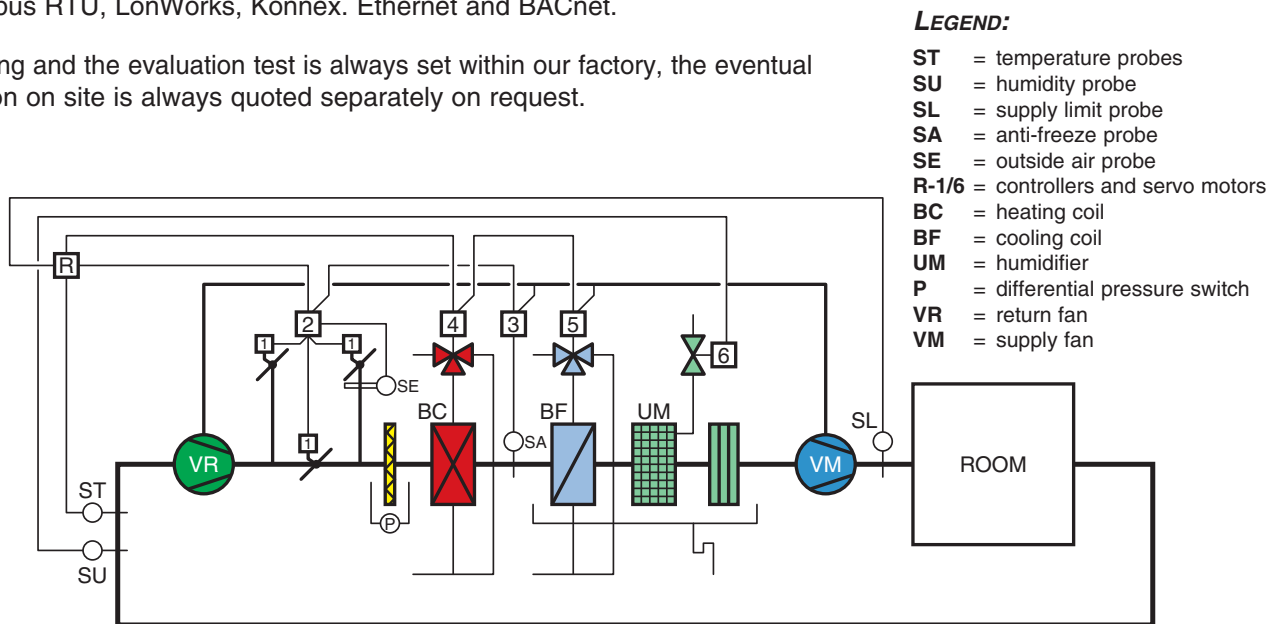 RTU, LonWorks, Konnex. Ethernet and BACnet.
and the evaluation test is always set within our factory, the eventual
on site is always quoted separately on request.
LEGEND:
ST = temperature probes
SU = humidity probe
SL = supply limit probe
SA = anti-freeze probe
SE = outside air probe
R-1/6 = controllers and servo motors
BC = heating coil
BF = cooling coil
UM = humidifier
P = differential pressure switch
VR = return fan
VM = supply fan
R
2
4
3
5
1
1
6
SE
BC
BF
UM
SL
1
SA
VR
VM
ROOM
ST
P
SU